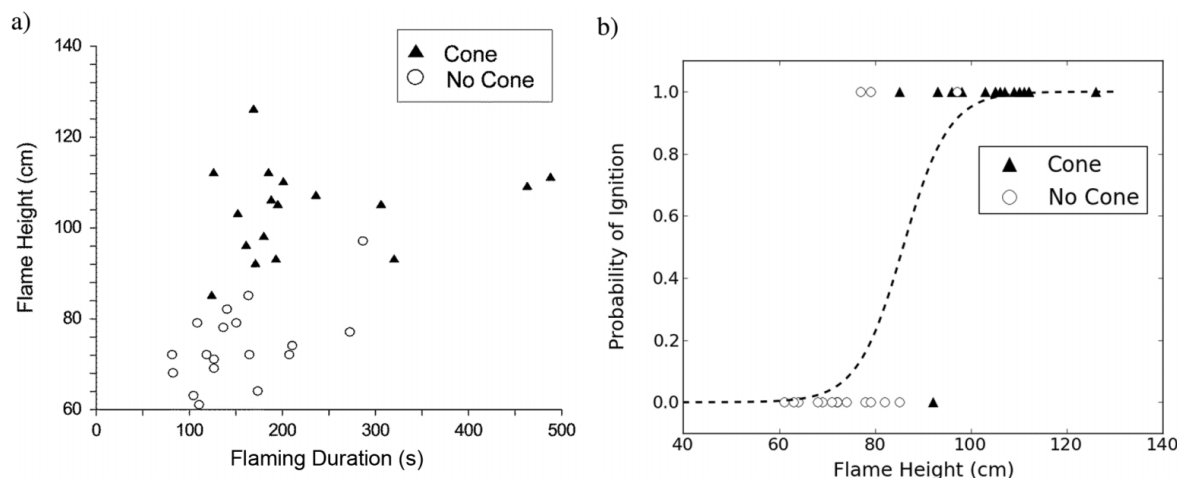 a)
140
120
100
80
60
0
100
200
300
400
500
Flame Height (cm)
Flaming Duration (s)
Cone
No Cone
b)
1.0
0.8
0.6
0.4
0.2
0.0
40
60
80
100
120
140
Probability of Ignition
Flame Height (cm)
Cone
No Cone